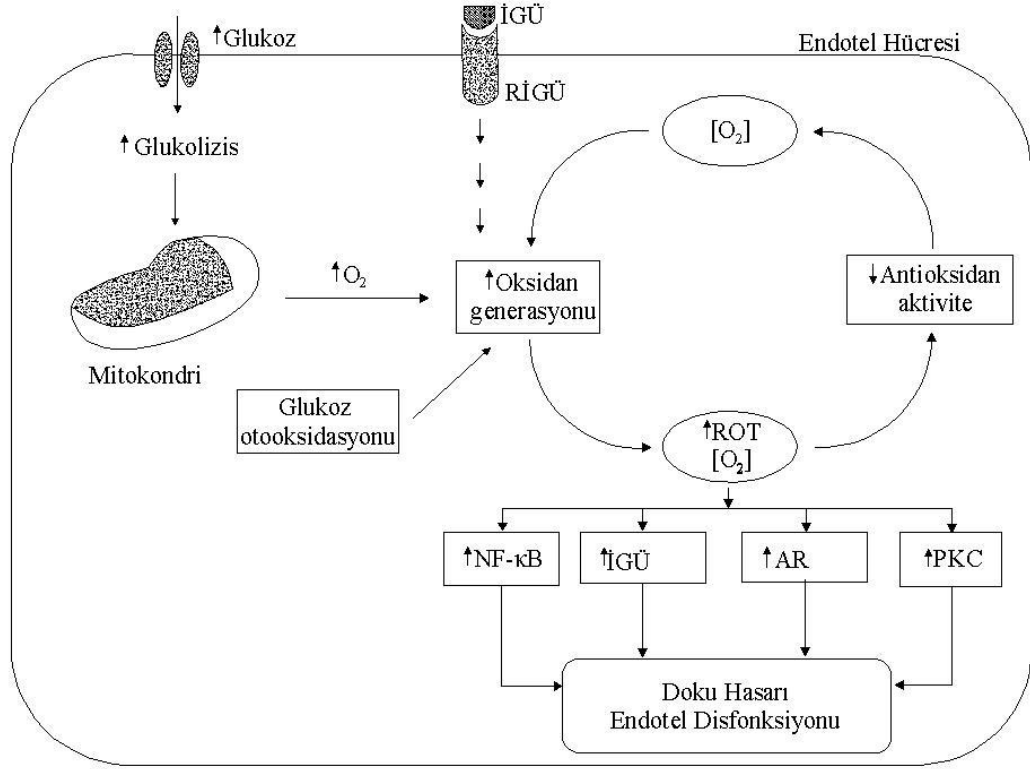 İGÜ
↑Glukoz
Endotel Hücresi
RİGÜ
[O₂]
↑Glukolizis
↑O₂
↑Oksidan
generasyonu
↓Antioksidan
aktivite
Mitokondri
Glukoz
otooksidasyonu
↑ROT
[O₂]
↑NF-κB
↑İGÜ
↑AR
↑PKC
Doku Hasarı
Endotel Disfonksiyonu